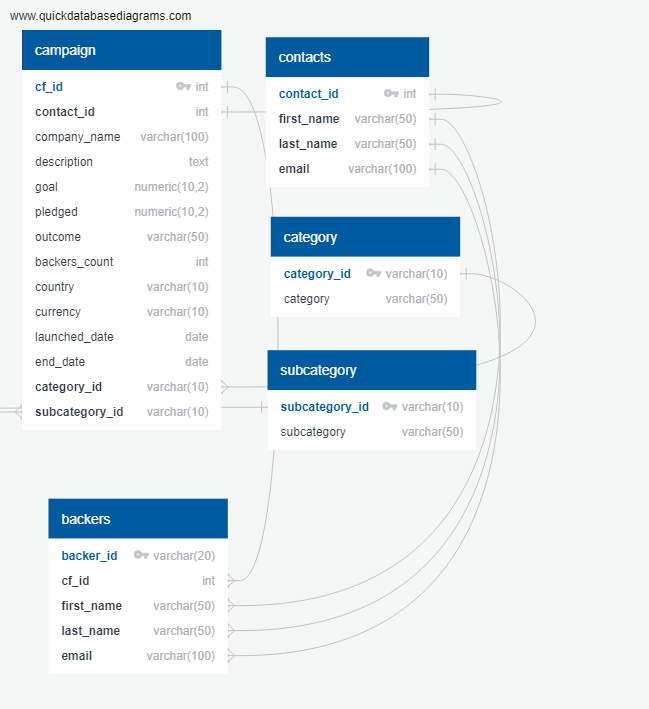 www.quickdatabasediagrams.com
campaign
cf_id int
contact_id int
company_name varchar(100)
description text
goal numeric(10,2)
pledged numeric(10,2)
outcome varchar(50)
backers_count int
country varchar(10)
currency varchar(10)
launched_date date
end_date date
category_id varchar(10)
subcategory_id varchar(10)
contacts
contact_id int
first_name varchar(50)
last_name varchar(50)
email varchar(100)
category
category_id varchar(10)
category varchar(50)
subcategory
subcategory_id varchar(10)
subcategory varchar(50)
backers
backer_id varchar(20)
cf_id int
first_name varchar(50)
last_name varchar(50)
email varchar(100)